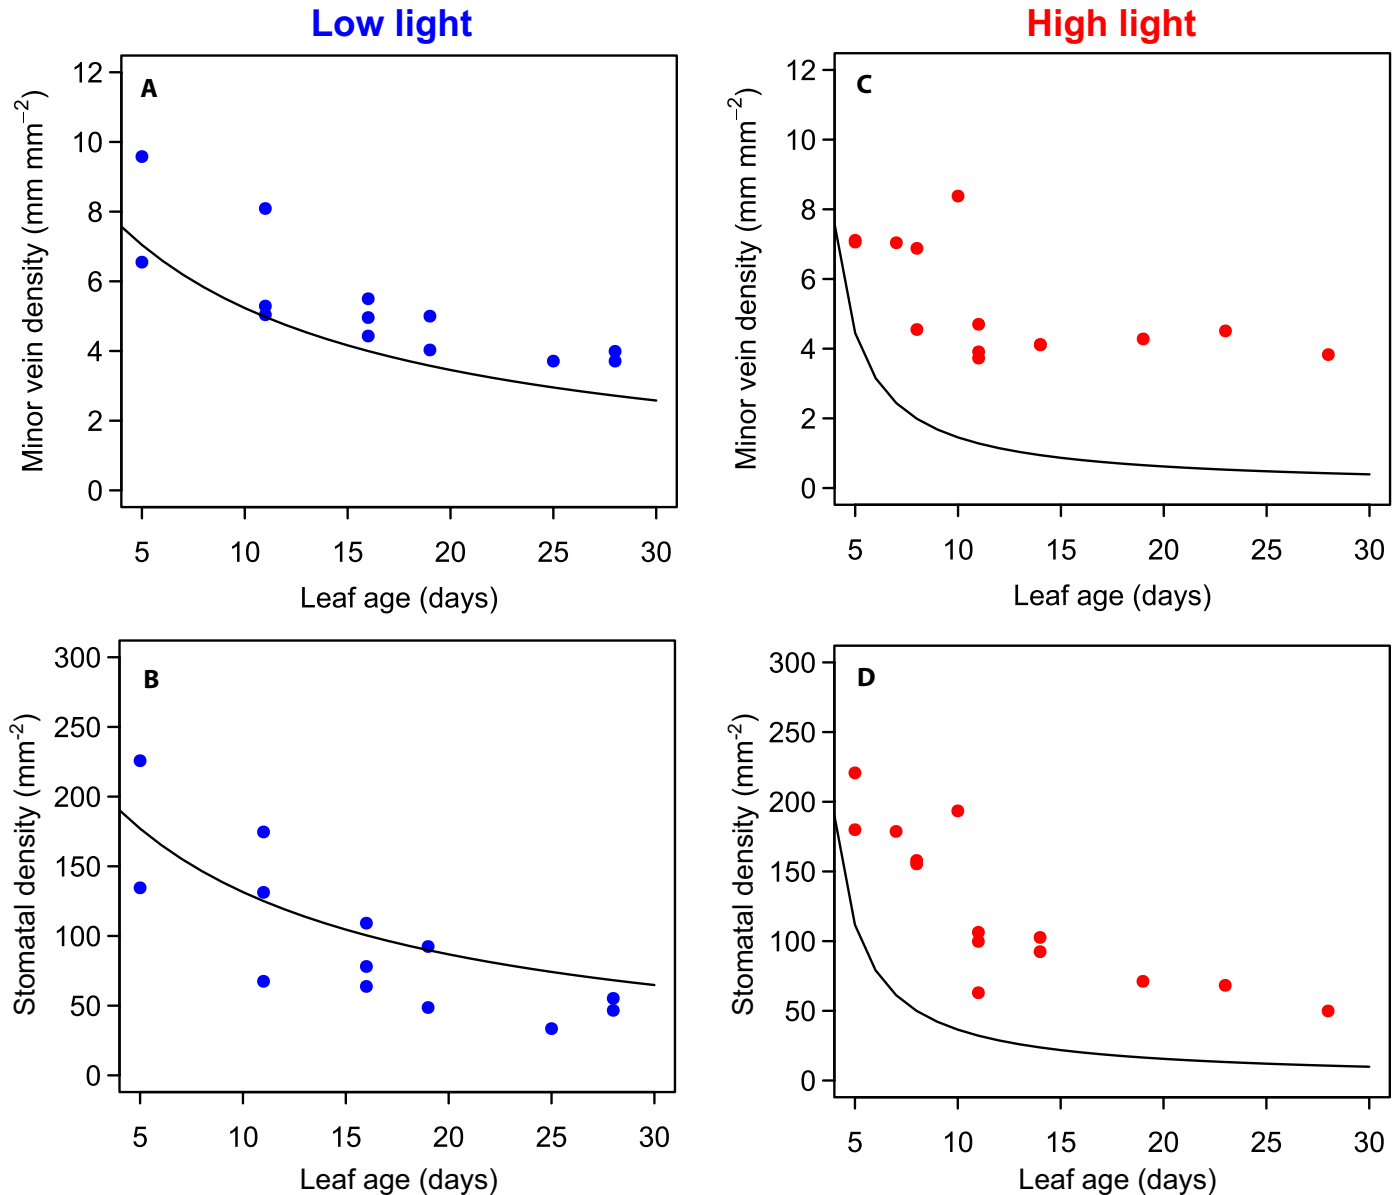 Low light
High light
A
12
10
8
6
4
2
0
Minor vein density (mm mm−2)
5 10 15 20 25 30
Leaf age (days)
C
12
10
8
6
4
2
0
Minor vein density (mm mm−2)
5 10 15 20 25 30
Leaf age (days)
B
300
250
200
150
100
50
0
Stomatal density (mm-2)
5 10 15 20 25 30
Leaf age (days)
D
300
250
200
150
100
50
0
Stomatal density (mm-2)
5 10 15 20 25 30
Leaf age (days)